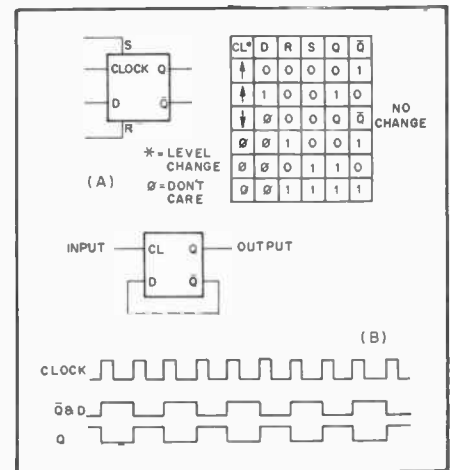 S
CLOCK Q
D Q̅
R
(A)
*=LEVEL
CHANGE
Ø=DON'T
CARE
CL* D R S Q Q̅
↑ 0 0 0 0 1
↑ 1 0 0 1 0
↓ Ø 0 0 Q Q̅
Ø Ø 1 0 0 1
Ø Ø 0 1 1 0
Ø Ø 1 1 1 1
NO
CHANGE
INPUT CL Q OUTPUT
D Q̅
(B)
CLOCK
Q̅&D
Q